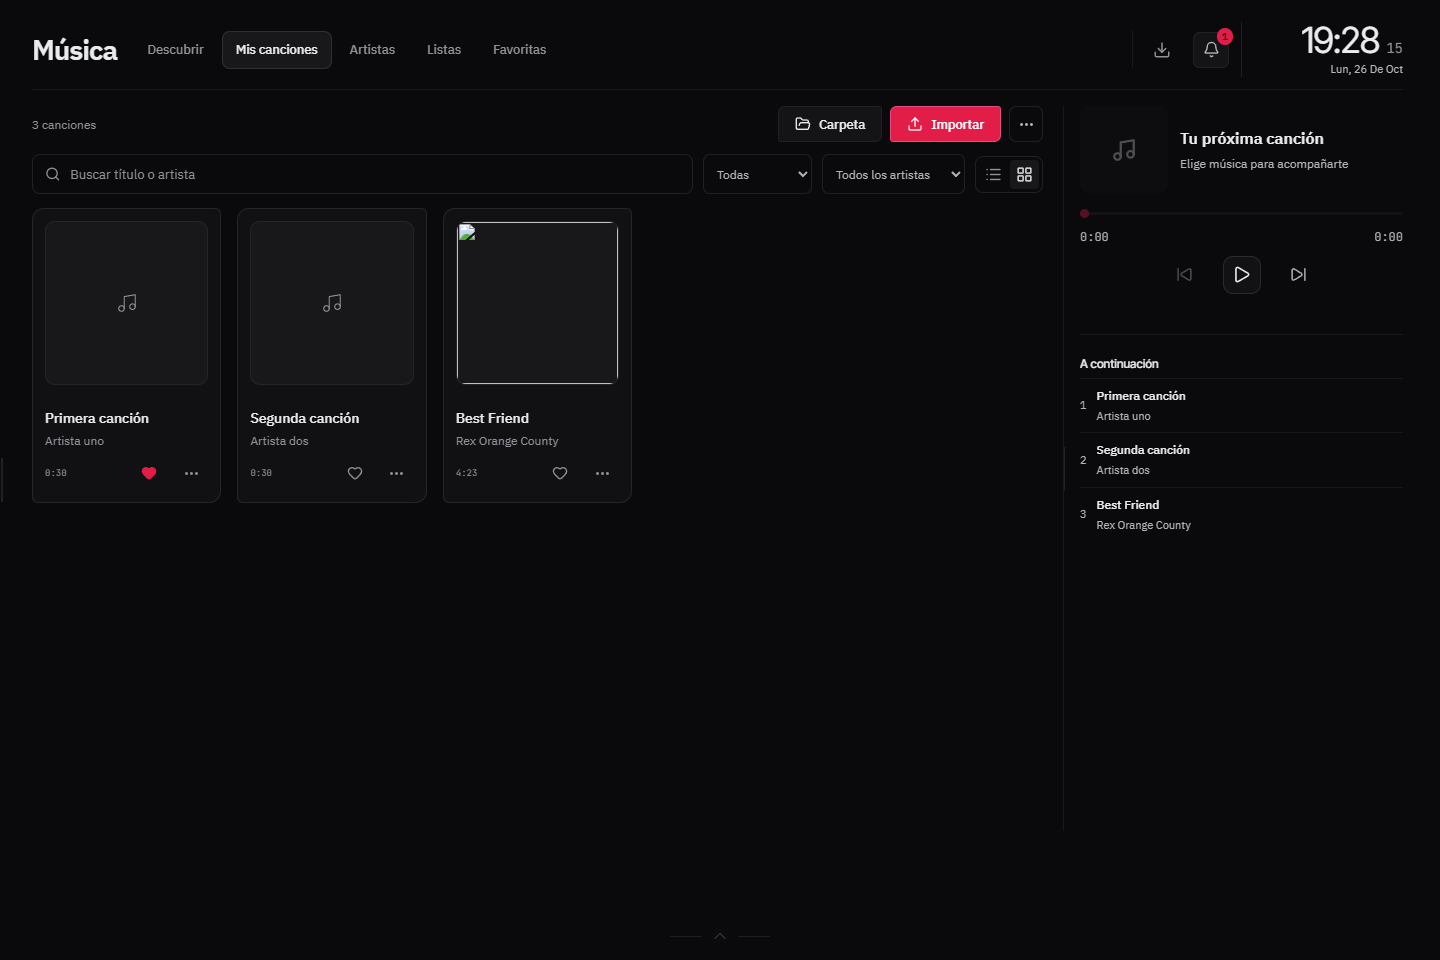 Música
Descubrir
Mis canciones
Artistas
Listas
Favoritas
1
19:28 15
Lun, 26 De Oct
3 canciones
Carpeta
Importar
Buscar título o artista
Todas
Todos los artistas
Primera canción
Artista uno
0:30
Segunda canción
Artista dos
0:30
Best Friend
Rex Orange County
4:23
Tu próxima canción
Elige música para acompañarte
0:00
0:00
A continuación
1
Primera canción
Artista uno
2
Segunda canción
Artista dos
3
Best Friend
Rex Orange County